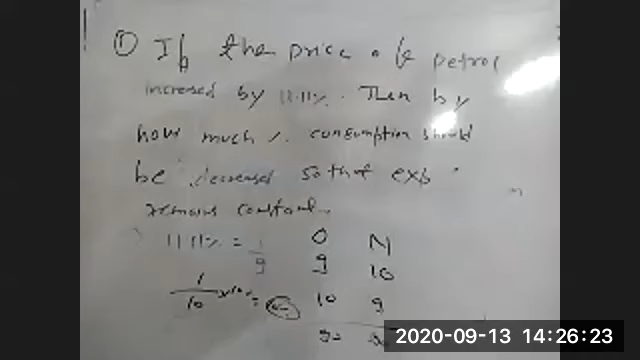 ① If the price of petrol
increased by 11.11%. Then by
how much % consumption should
be decreased so that exp
remains constant.
11.11% = 1/9 O N
9 10
1/10 × 10 9
90
2020-09-13 14:26:23